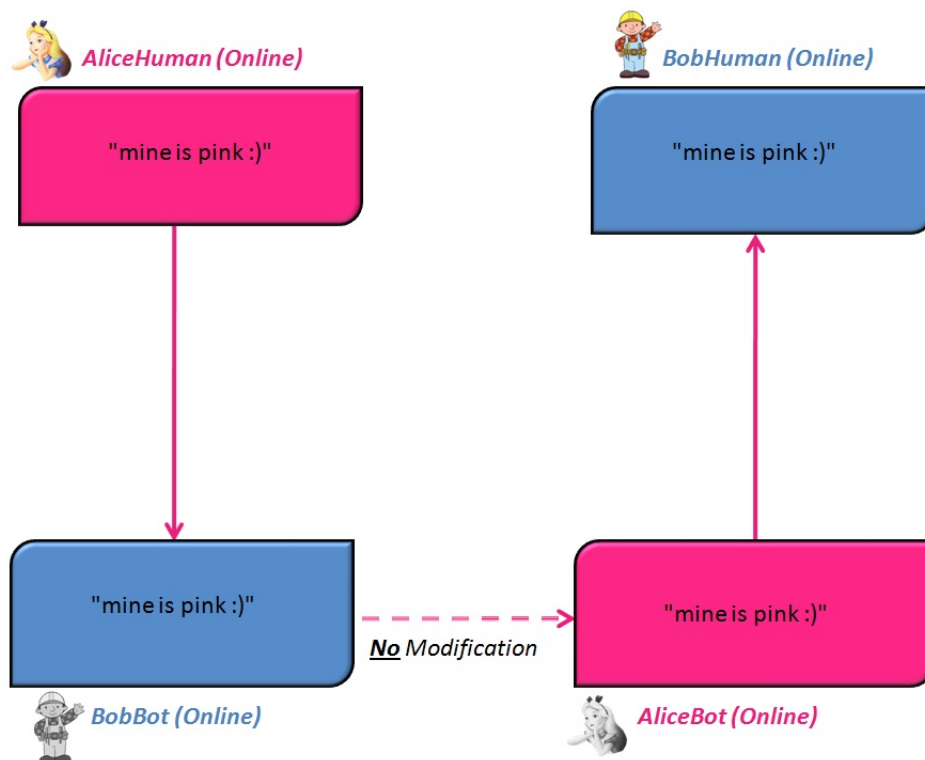 AliceHuman (Online)
BobHuman (Online)
"mine is pink :)"
"mine is pink :)"
"mine is pink :)"
"mine is pink :)"
No Modification
BobBot (Online)
AliceBot (Online)